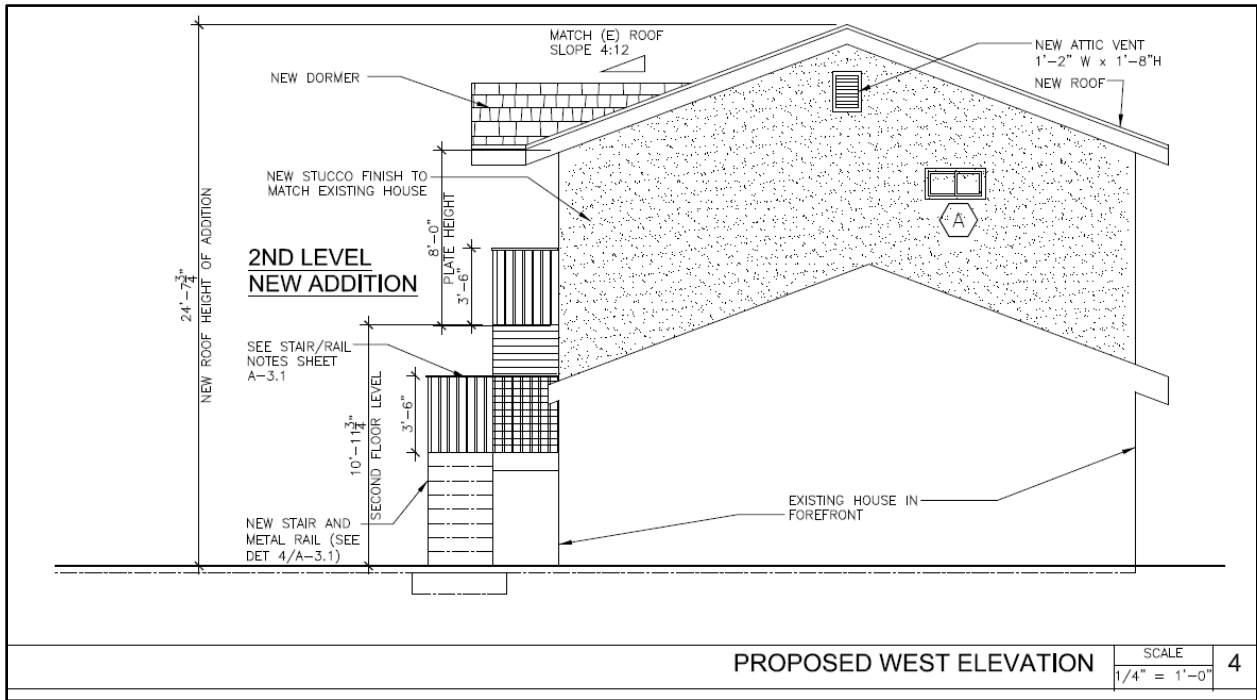 MATCH (E) ROOF
SLOPE 4:12
NEW ATTIC VENT
1'-2" W x 1'-8"H
NEW ROOF
NEW DORMER
NEW STUCCO FINISH TO
MATCH EXISTING HOUSE
A
24'-7 3/4"
NEW ROOF HEIGHT OF ADDITION
8'-0"
PLATE HEIGHT
3'-6"
2ND LEVEL
NEW ADDITION
SEE STAIR/RAIL
NOTES SHEET
A-3.1
10'-11 3/4"
SECOND FLOOR LEVEL
3'-6"
NEW STAIR AND
METAL RAIL (SEE
DET 4/A-3.1)
EXISTING HOUSE IN
FOREFRONT
PROPOSED WEST ELEVATION
SCALE
1/4" = 1'-0"
4